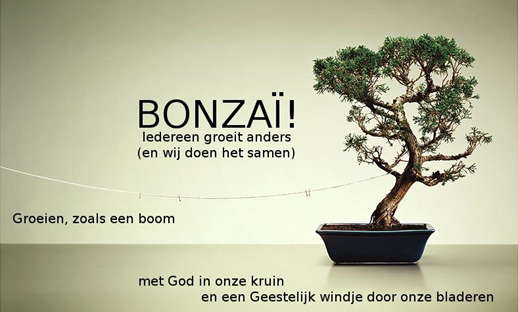 BONZAÏ!
Iedereen groeit anders
(en wij doen het samen)
Groeien, zoals een boom
met God in onze kruin
en een Geestelijk windje door onze bladeren